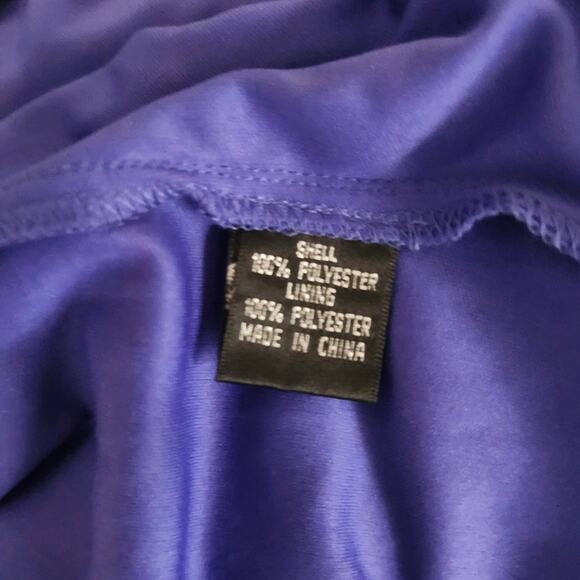 SHELL
100% POLYESTER
LINING
100% POLYESTER
MADE IN CHINA